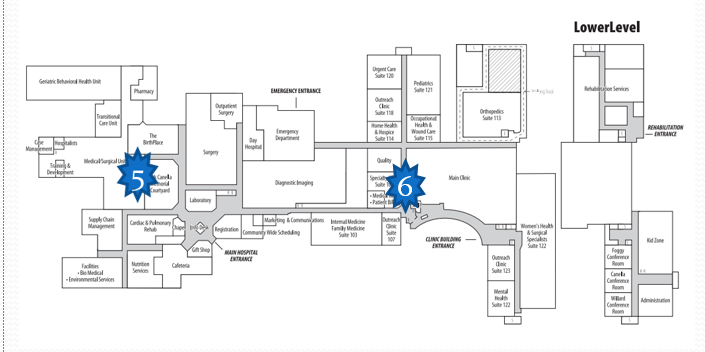 LowerLevel
Geriatric Behavioral Health Unit
Pharmacy
Transitional
Care Unit
Outpatient
Surgery
EMERGENCY ENTRANCE
Urgent Care
Suite 120
Pediatrics
Suite 121
Outreach
Clinic
Suite 118
Orthopedics
Suite 113
Rehabilitation Services
REHABILITATION
ENTRANCE
Hospitalists
Case
Management
The
BirthPlace
Surgery
Day
Hospital
Emergency
Department
Home Health
& Hospice
Suite 114
Occupational
Health &
Wound Care
Suite 115
Medical Surgical Unit
Training &
Development
5
Canella
Courtyard
Diagnostic Imaging
Quality
6
Main Clinic
Laboratory
Supply Chain
Management
Cardiac & Pulmonary
Rehab
Chapel
Registration
Marketing & Communications
Community Wide Scheduling
Internal Medicine
Family Medicine
Suite 103
Outreach
Clinic
Suite
107
CLINIC BUILDING
ENTRANCE
Women's Health
& Surgical
Specialists
Suite 122
Kid Zone
Gift Shop
MAIN HOSPITAL
ENTRANCE
Facilities
• Bio Medical
• Environmental Services
Nutrition
Services
Cafeteria
Outreach
Clinic
Suite 123
Mental
Health
Suite 122
Foggy
Conference
Room
Canella
Conference
Room
Willard
Conference
Room
Administration